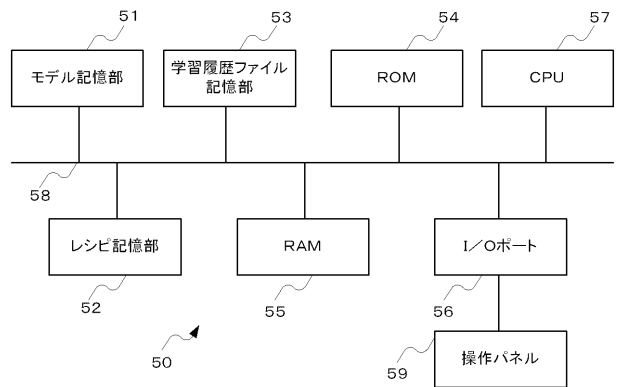 51
53
54
57
モデル記憶部
学習履歴ファイル
記憶部
ROM
CPU
58
レシピ記憶部
RAM
I/Oポート
52
55
56
50
59
操作パネル